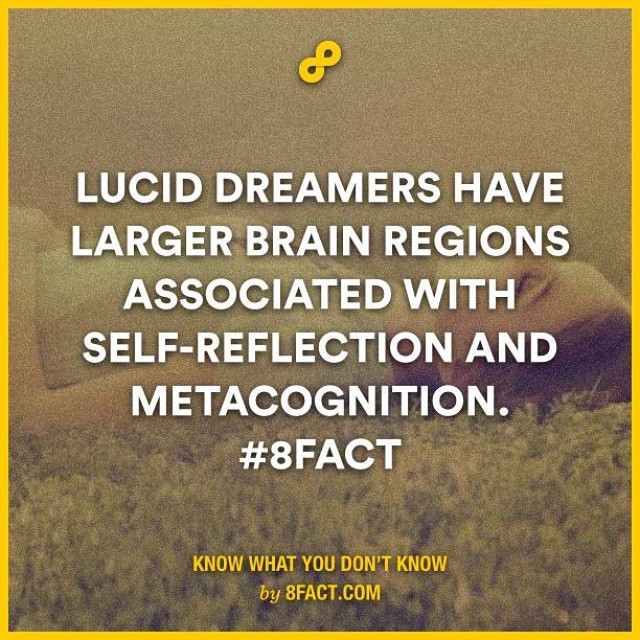 LUCID DREAMERS HAVE
LARGER BRAIN REGIONS
ASSOCIATED WITH
SELF-REFLECTION AND
METACOGNITION.
#8FACT
KNOW WHAT YOU DON'T KNOW
by 8FACT.COM